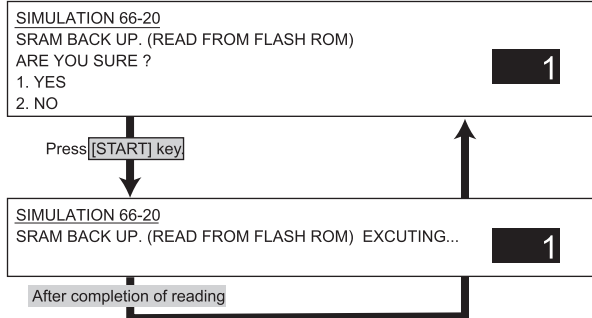 SIMULATION 66-20
SRAM BACK UP. (READ FROM FLASH ROM)
ARE YOU SURE ?
1. YES
2. NO
1
Press [START] key.
SIMULATION 66-20
SRAM BACK UP. (READ FROM FLASH ROM) EXCUTING...
1
After completion of reading